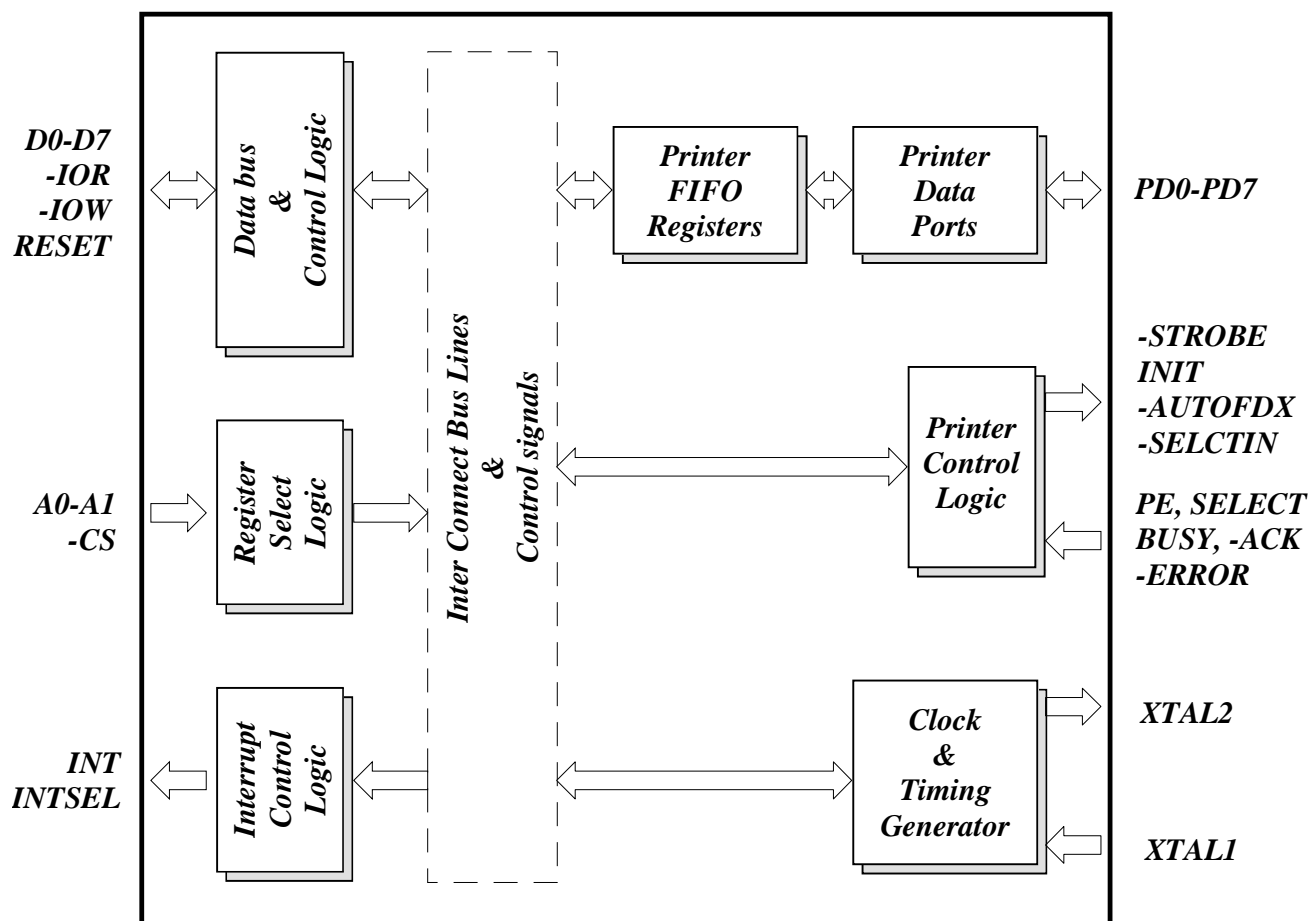 D0-D7
-IOR
-IOW
RESET
Data bus
&
Control Logic
A0-A1
-CS
Register
Select
Logic
INT
INTSEL
Interrupt
Control
Logic
Inter Connect Bus Lines
&
Control signals
Printer
FIFO
Registers
Printer
Data
Ports
PD0-PD7
Printer
Control
Logic
-STROBE
INIT
-AUTOFDX
-SELCTIN
PE, SELECT
BUSY, -ACK
-ERROR
Clock
&
Timing
Generator
XTAL2
XTAL1